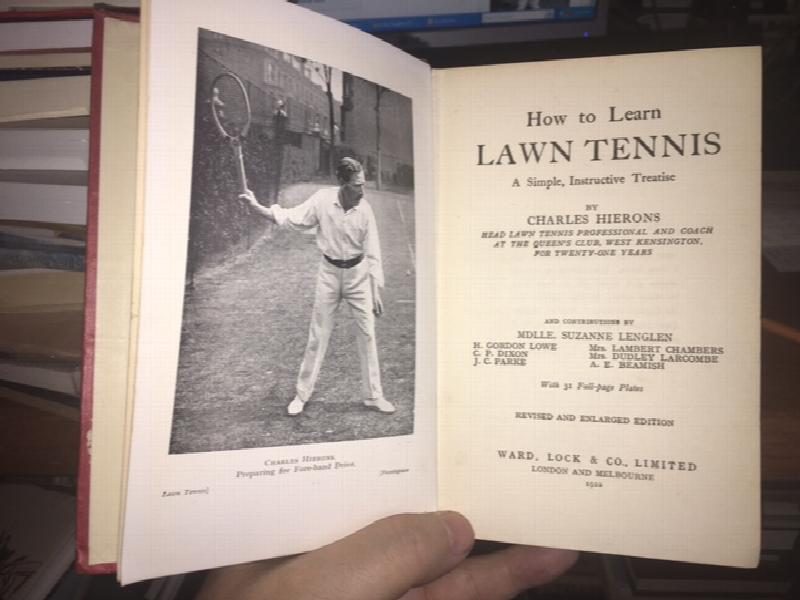 CHARLES HIERONS.
Preparing for Fore-hand Drive.
Lawn Tennis]
How to Learn
LAWN TENNIS
A Simple, Instructive Treatise
BY
CHARLES HIERONS
HEAD LAWN TENNIS PROFESSIONAL AND COACH
AT THE QUEEN'S CLUB, WEST KENSINGTON,
FOR TWENTY-ONE YEARS
AND CONTRIBUTIONS BY
MDLLE. SUZANNE LENGLEN
H. GORDON LOWE
C. P. DIXON
J. C. PARKE
Mrs. LAMBERT CHAMBERS
Mrs. DUDLEY LARCOMBE
A. E. BEAMISH
With 31 Full-page Plates
REVISED AND ENLARGED EDITION
WARD, LOCK & CO., LIMITED
LONDON AND MELBOURNE
1922